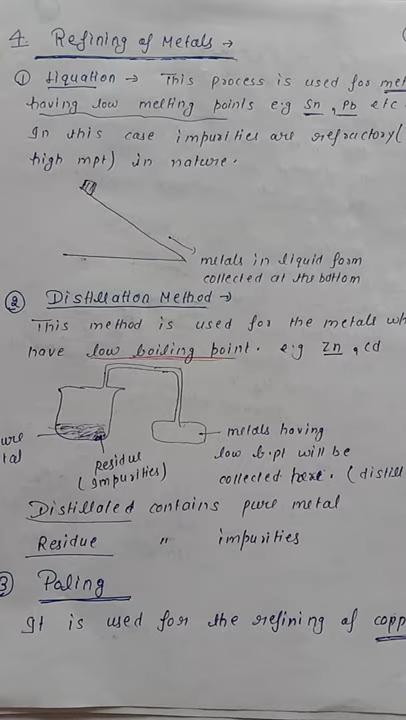 4. Refining of Metals →
① Liquation → This process is used for met
having low melting points e.g Sn, Pb etc
In this case impurities are refractory (
high mpt) in nature.
metals in liquid form
collected at the bottom
② Distillation Method →
This method is used for the metals wh
have low boiling point. e.g Zn, Cd
ure
tal
Residue
(Impurities)
metals having
low b.pt will be
collected here. (distill
Distillated contains pure metal
Residue " impurities
③ Poling
It is used for the refining of copp